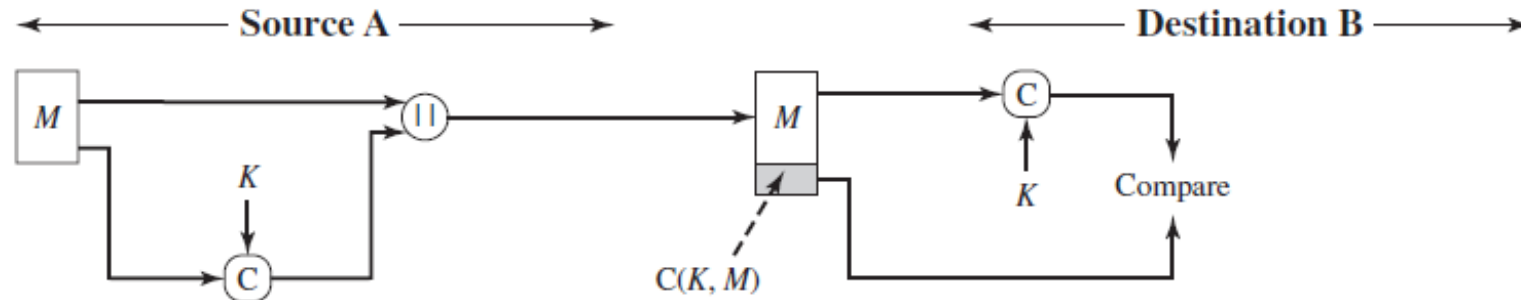 Source A
Destination B
M
K
C
||
M
C(K, M)
C
K
Compare